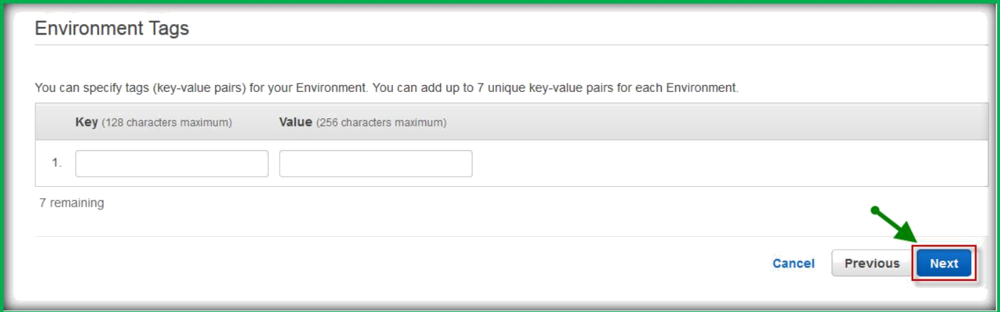 Environment Tags
You can specify tags (key-value pairs) for your Environment. You can add up to 7 unique key-value pairs for each Environment.
Key (128 characters maximum) Value (256 characters maximum)
1.
7 remaining
Cancel Previous Next